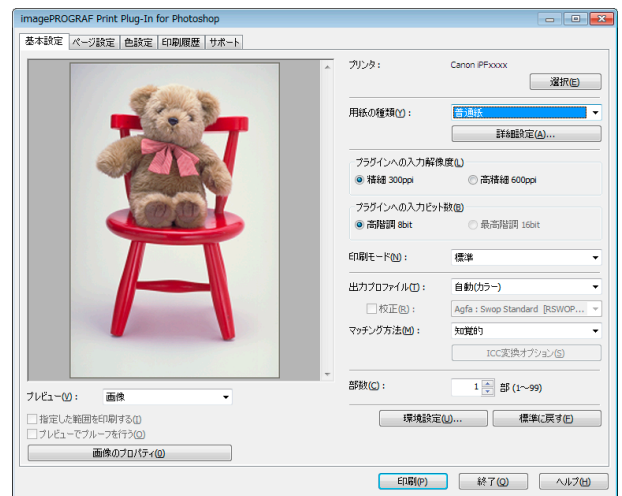 imagePROGRAF Print Plug-In for Photoshop
基本設定 ページ設定 色設定 印刷履歴 サポート
プリンタ： Canon iPFxxxx
選択(E)
用紙の種類(Y)： 普通紙
詳細設定(A)...
プラグインへの入力解像度(L)
精細 300ppi 高精細 600ppi
プラグインへの入力ビット数(B)
高階調 8bit 最高階調 16bit
印刷モード(N)： 標準
出力プロファイル(T)： 自動(カラー)
校正(R)： Agfa : Swop Standard [RSWOP...
マッチング方法(M)： 知覚的
ICC変換オプション(S)
部数(C)： 1 部 (1～99)
プレビュー(V)： 画像
指定した範囲を印刷する(I)
プレビューでプルーフを行う(O)
画像のプロパティ(0)
環境設定(U)... 標準に戻す(F)
印刷(P) 終了(Q) ヘルプ(H)